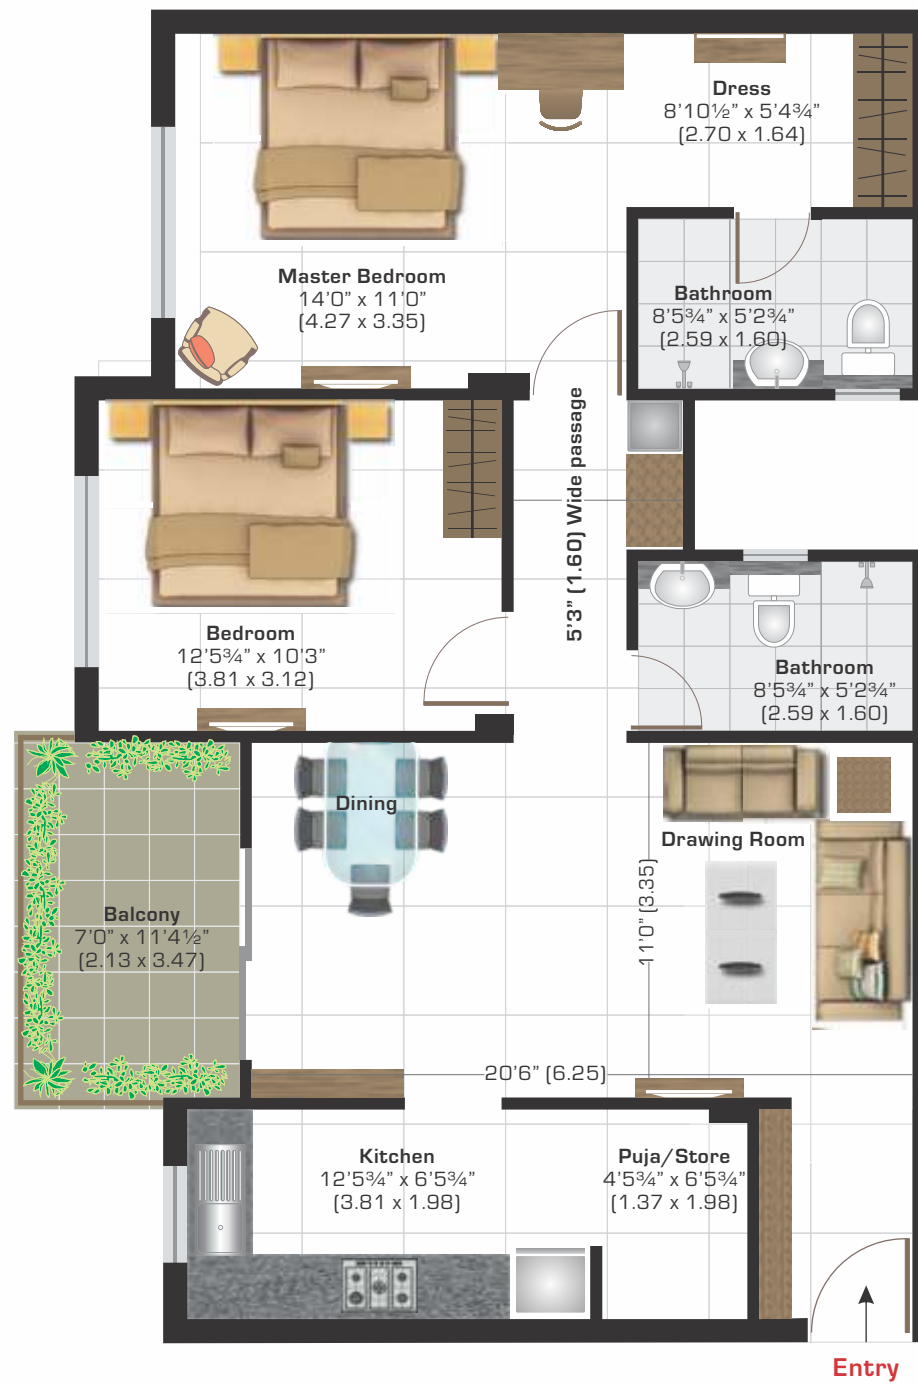 Dress
8’10½” x 5’4¾”
(2.70 x 1.64)
Master Bedroom
14’0” x 11’0”
(4.27 x 3.35)
Bathroom
8’5¾” x 5’2¾”
(2.59 x 1.60)
5’3” (1.60) Wide passage
Bedroom
12’5¾” x 10’3”
(3.81 x 3.12)
Bathroom
8’5¾” x 5’2¾”
(2.59 x 1.60)
Dining
Drawing Room
11’0” (3.35)
Balcony
7’0” x 11’4½”
(2.13 x 3.47)
20’6” (6.25)
Kitchen
12’5¾” x 6’5¾”
(3.81 x 1.98)
Puja/Store
4’5¾” x 6’5¾”
(1.37 x 1.98)
Entry